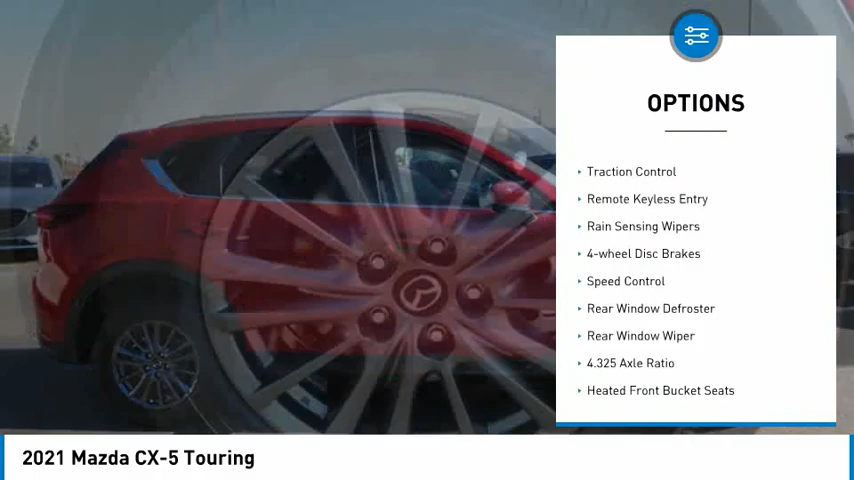 OPTIONS
Traction Control
Remote Keyless Entry
Rain Sensing Wipers
4-wheel Disc Brakes
Speed Control
Rear Window Defroster
Rear Window Wiper
4.325 Axle Ratio
Heated Front Bucket Seats
2021 Mazda CX-5 Touring